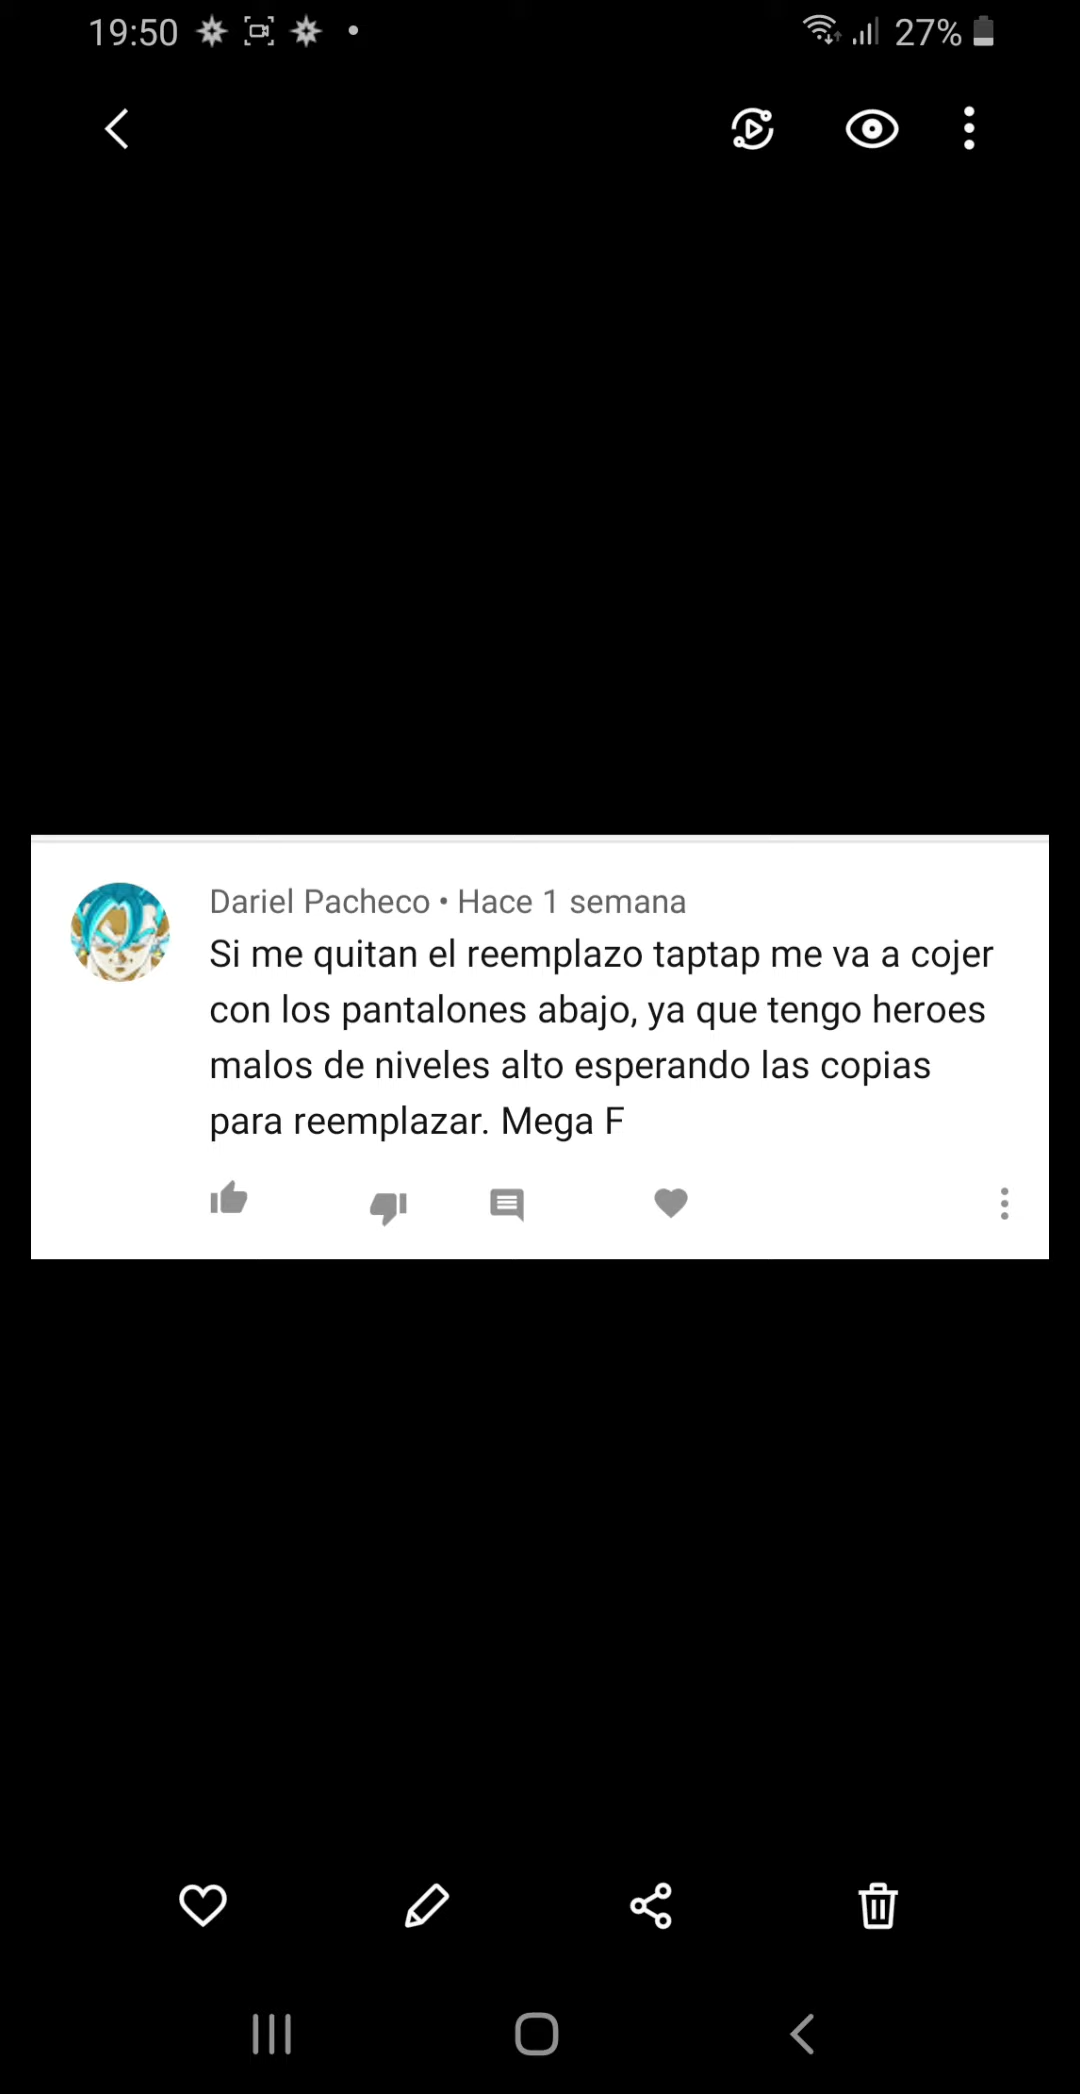 19:50 27%
Dariel Pacheco • Hace 1 semana
Si me quitan el reemplazo taptap me va a cojer
con los pantalones abajo, ya que tengo heroes
malos de niveles alto esperando las copias
para reemplazar. Mega F